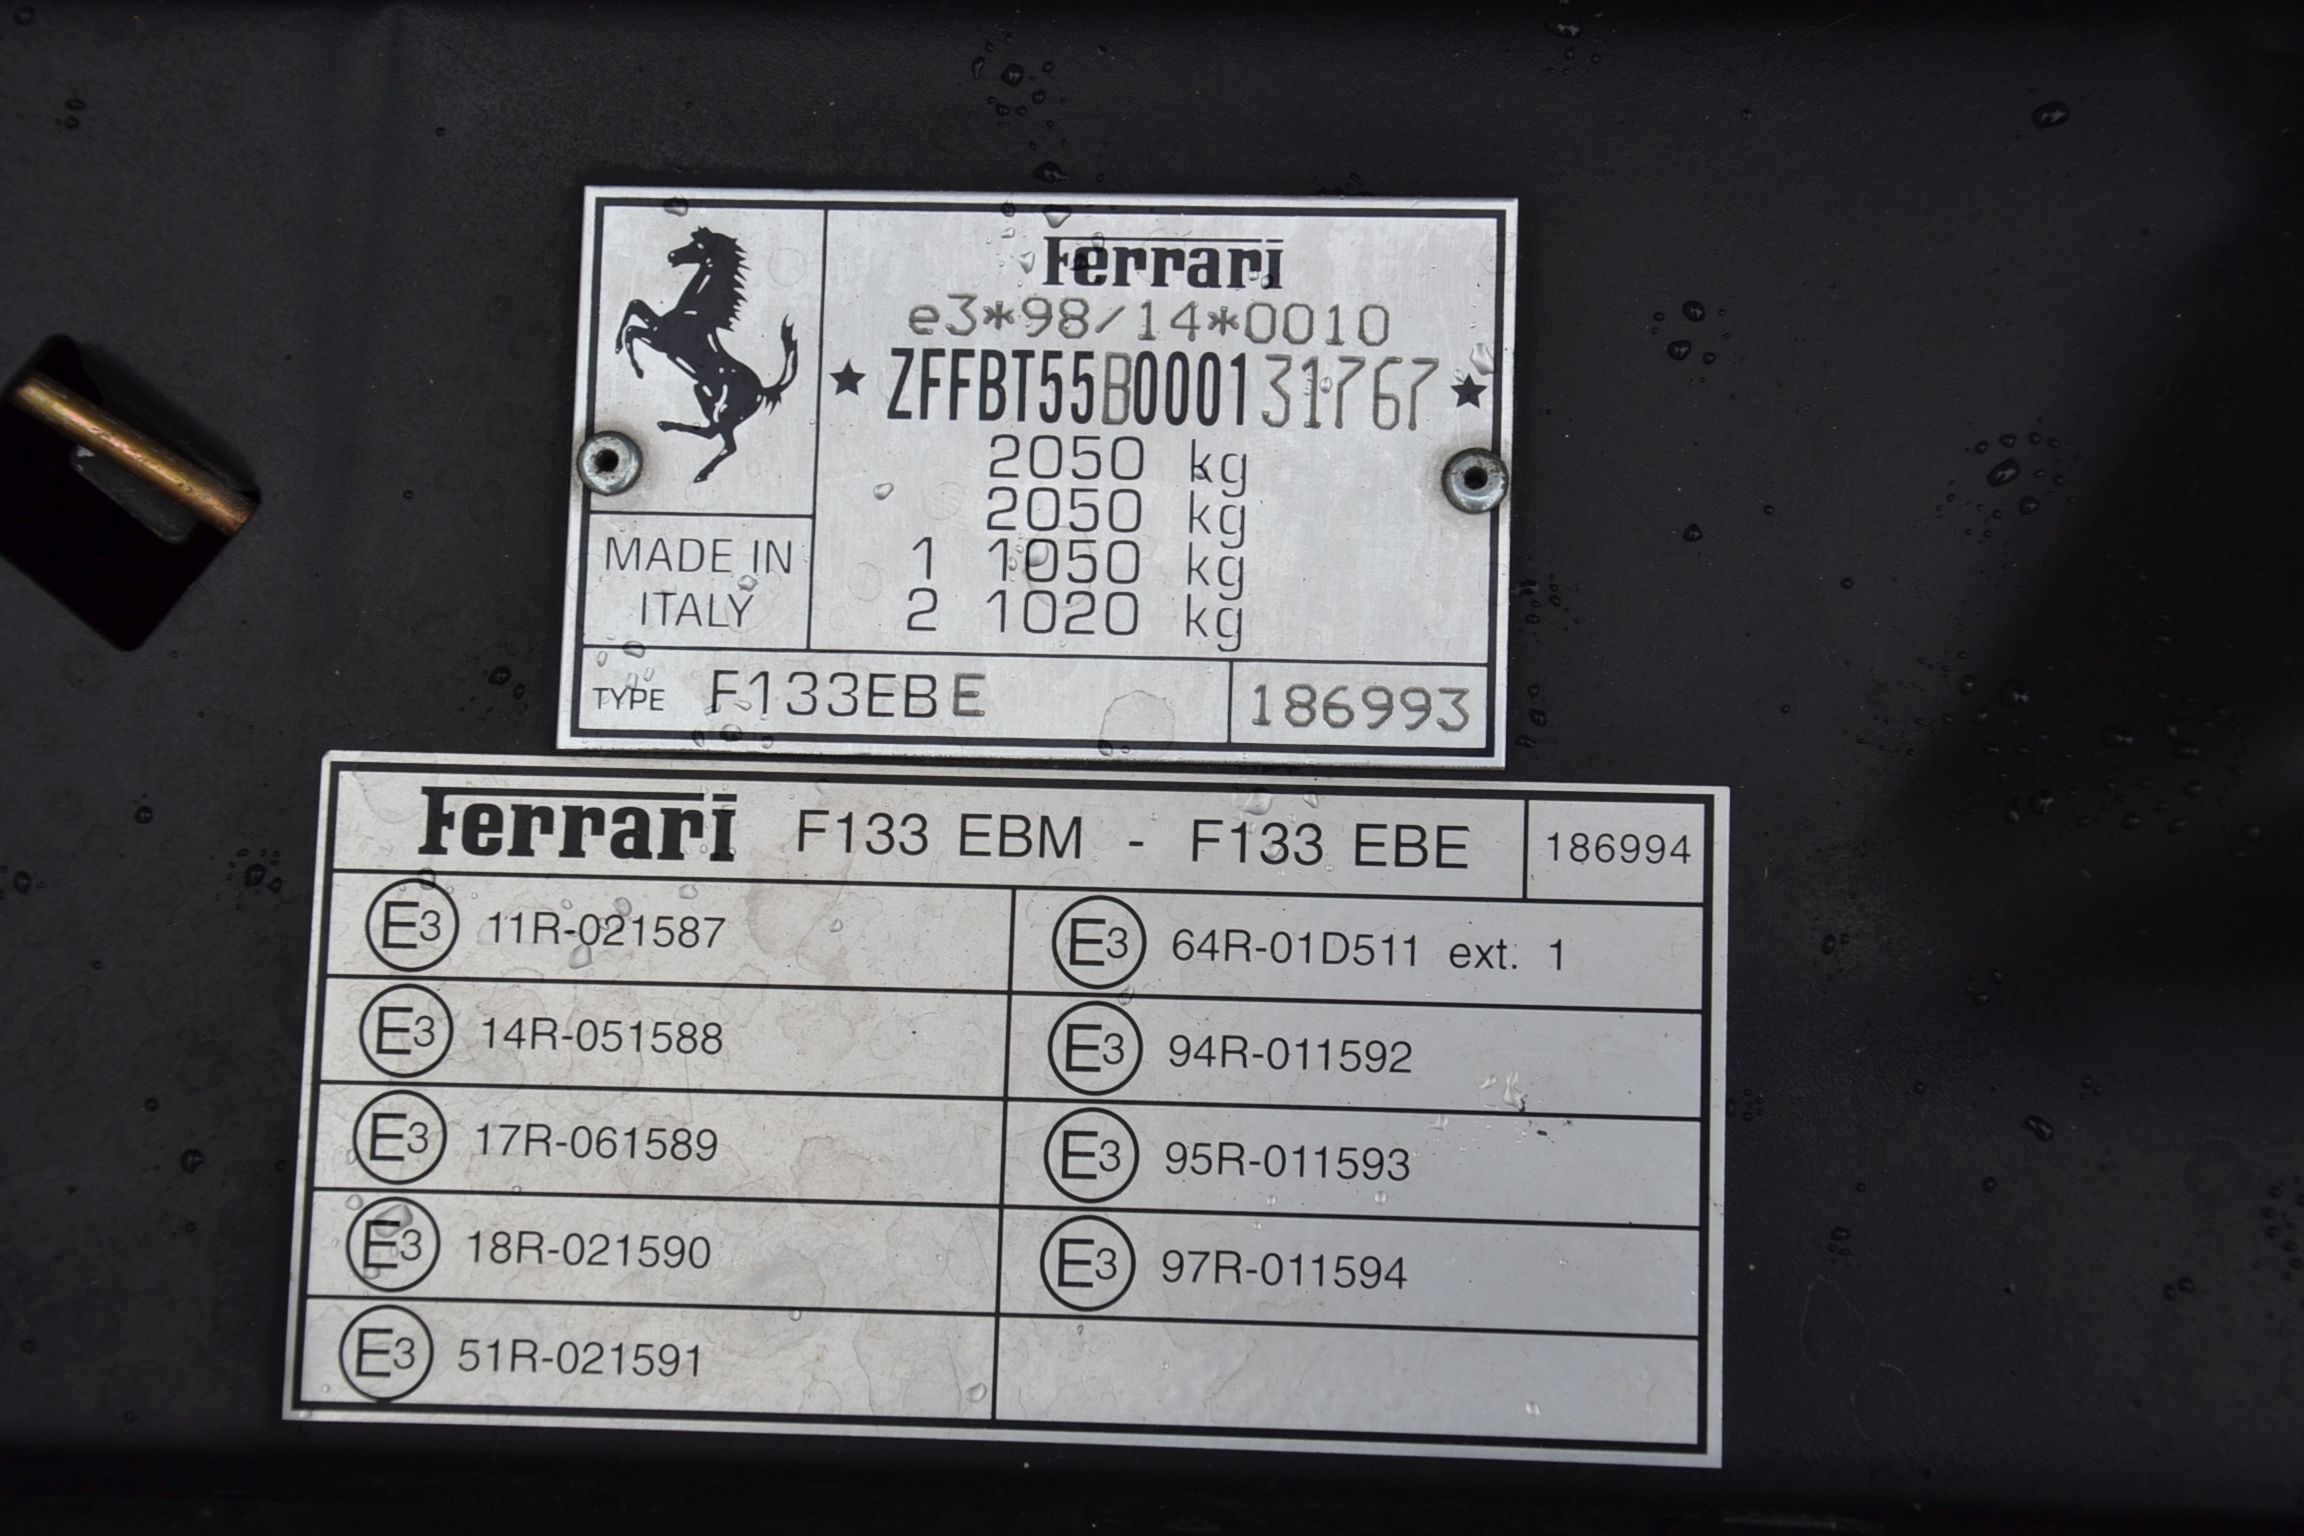 Ferrari
e3*98/14*0010
★ ZFFBT55B000131767 ★
2050 kg
2050 kg
1 1050 kg
2 1020 kg
MADE IN
ITALY
TYPE F133EBE 186993
Ferrari F133 EBM - F133 EBE 186994
E3 11R-021587
E3 14R-051588
E3 17R-061589
E3 18R-021590
E3 51R-021591
E3 64R-01D511 ext. 1
E3 94R-011592
E3 95R-011593
E3 97R-011594